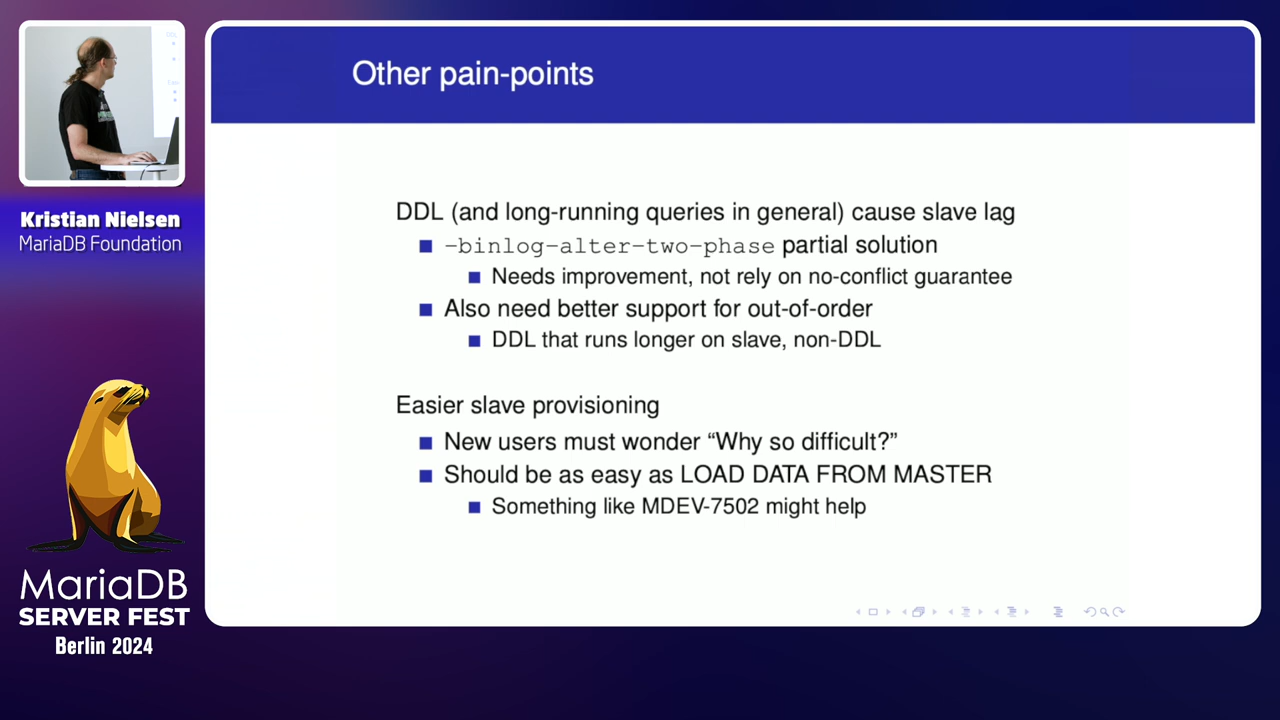 Other pain-points
DDL (and long-running queries in general) cause slave lag
-binlog-alter-two-phase partial solution
Needs improvement, not rely on no-conflict guarantee
Also need better support for out-of-order
DDL that runs longer on slave, non-DDL
Easier slave provisioning
New users must wonder “Why so difficult?”
Should be as easy as LOAD DATA FROM MASTER
Something like MDEV-7502 might help
Kristian Nielsen
MariaDB Foundation
MariaDB
SERVER FEST
Berlin 2024